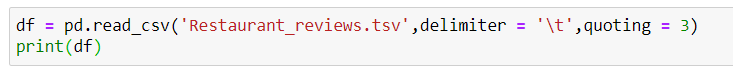 df = pd.read_csv('Restaurant_reviews.tsv',delimiter = '\t',quoting = 3)
print(df)